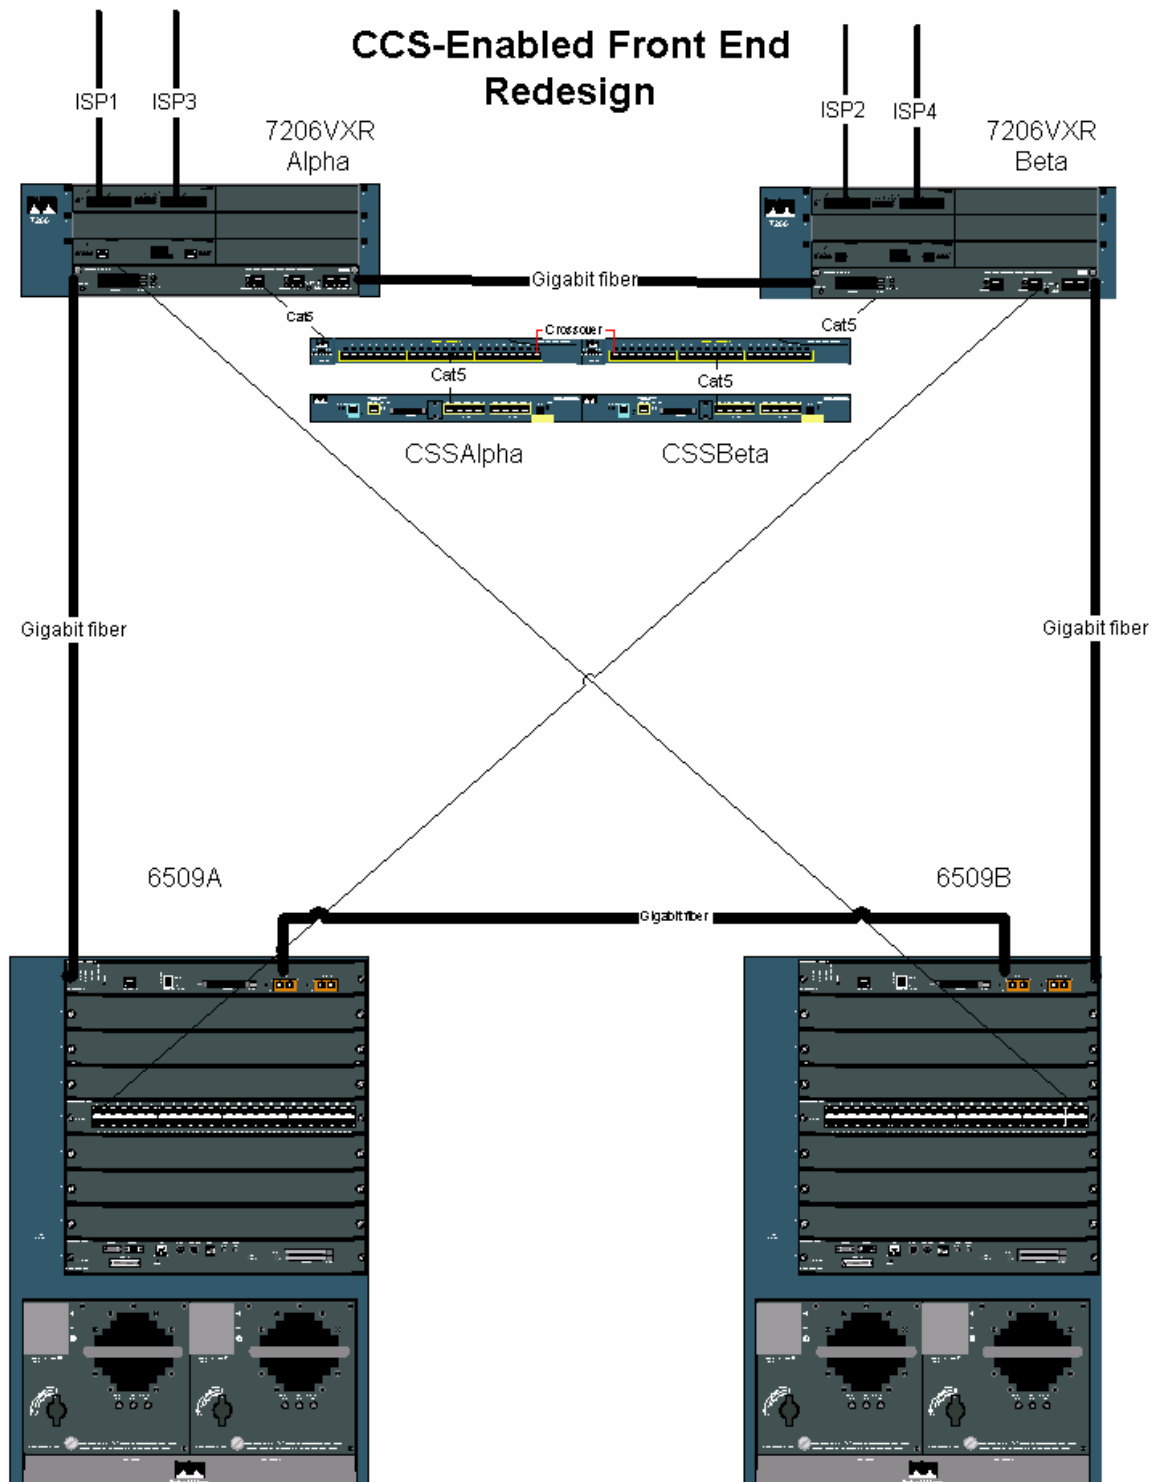 CCS-Enabled Front End
Redesign
ISP1
ISP3
ISP2
ISP4
7206VXR
Alpha
7206VXR
Beta
7206
Gigabit fiber
Cat5
Crossover
Cat5
Cat5
Cat5
CSSAlpha
CSSBeta
Gigabit fiber
Gigabit fiber
6509A
6509B
Gigabit fiber